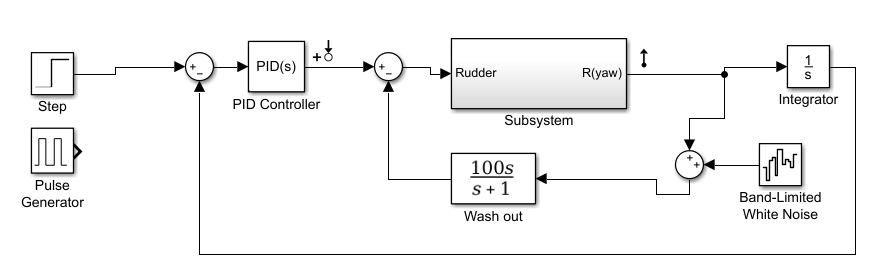 Step
Pulse
Generator
+
−
PID(s)
PID Controller
+
+
−
Rudder
R(yaw)
Subsystem
1
s
Integrator
100s
s + 1
Wash out
+
+
Band-Limited
White Noise